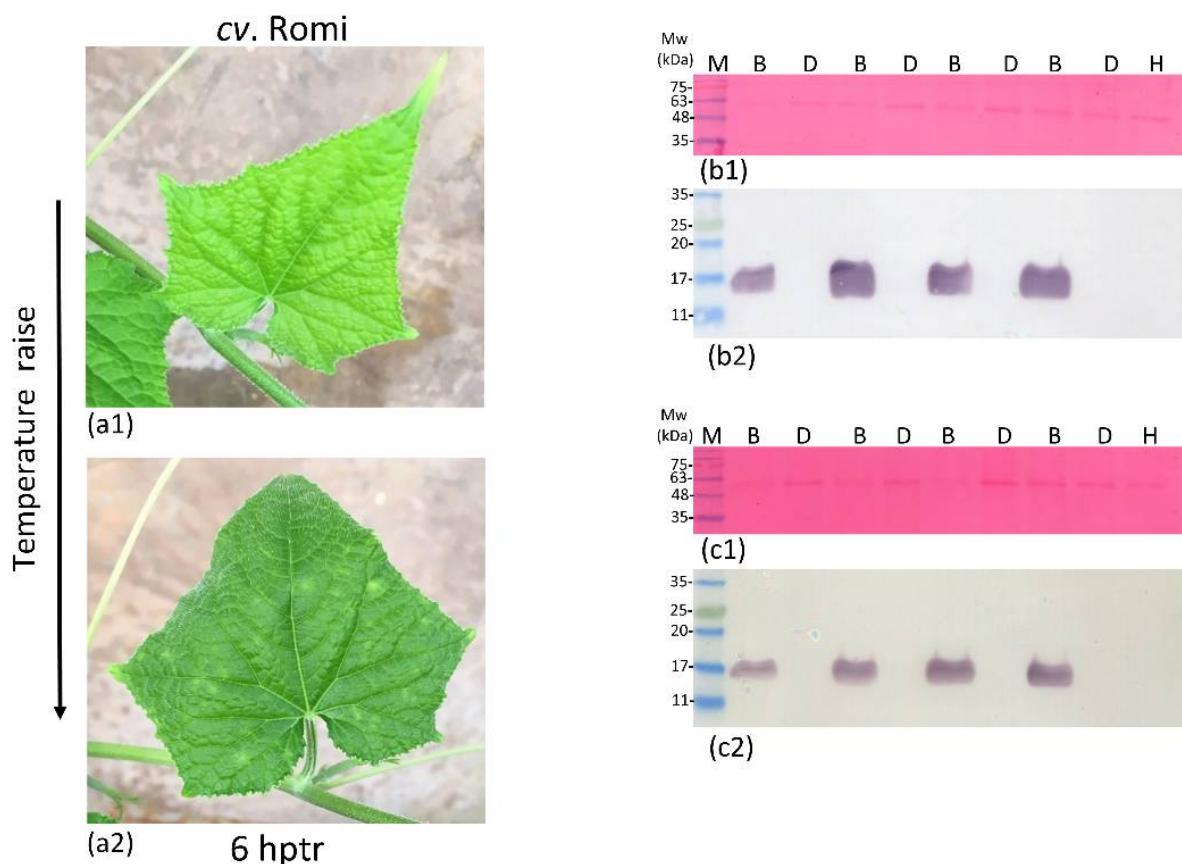 cv. Romi
Temperature raise
(a1)
(a2)
6 hptr
Mw
(kDa)
M B D B D B D B D H
75-
63-
48-
35-
(b1)
35-
25-
20-
17-
11-
(b2)
Mw
(kDa)
M B D B D B D B D H
75-
63-
48-
35-
(c1)
35-
25-
20-
17-
11-
(c2)